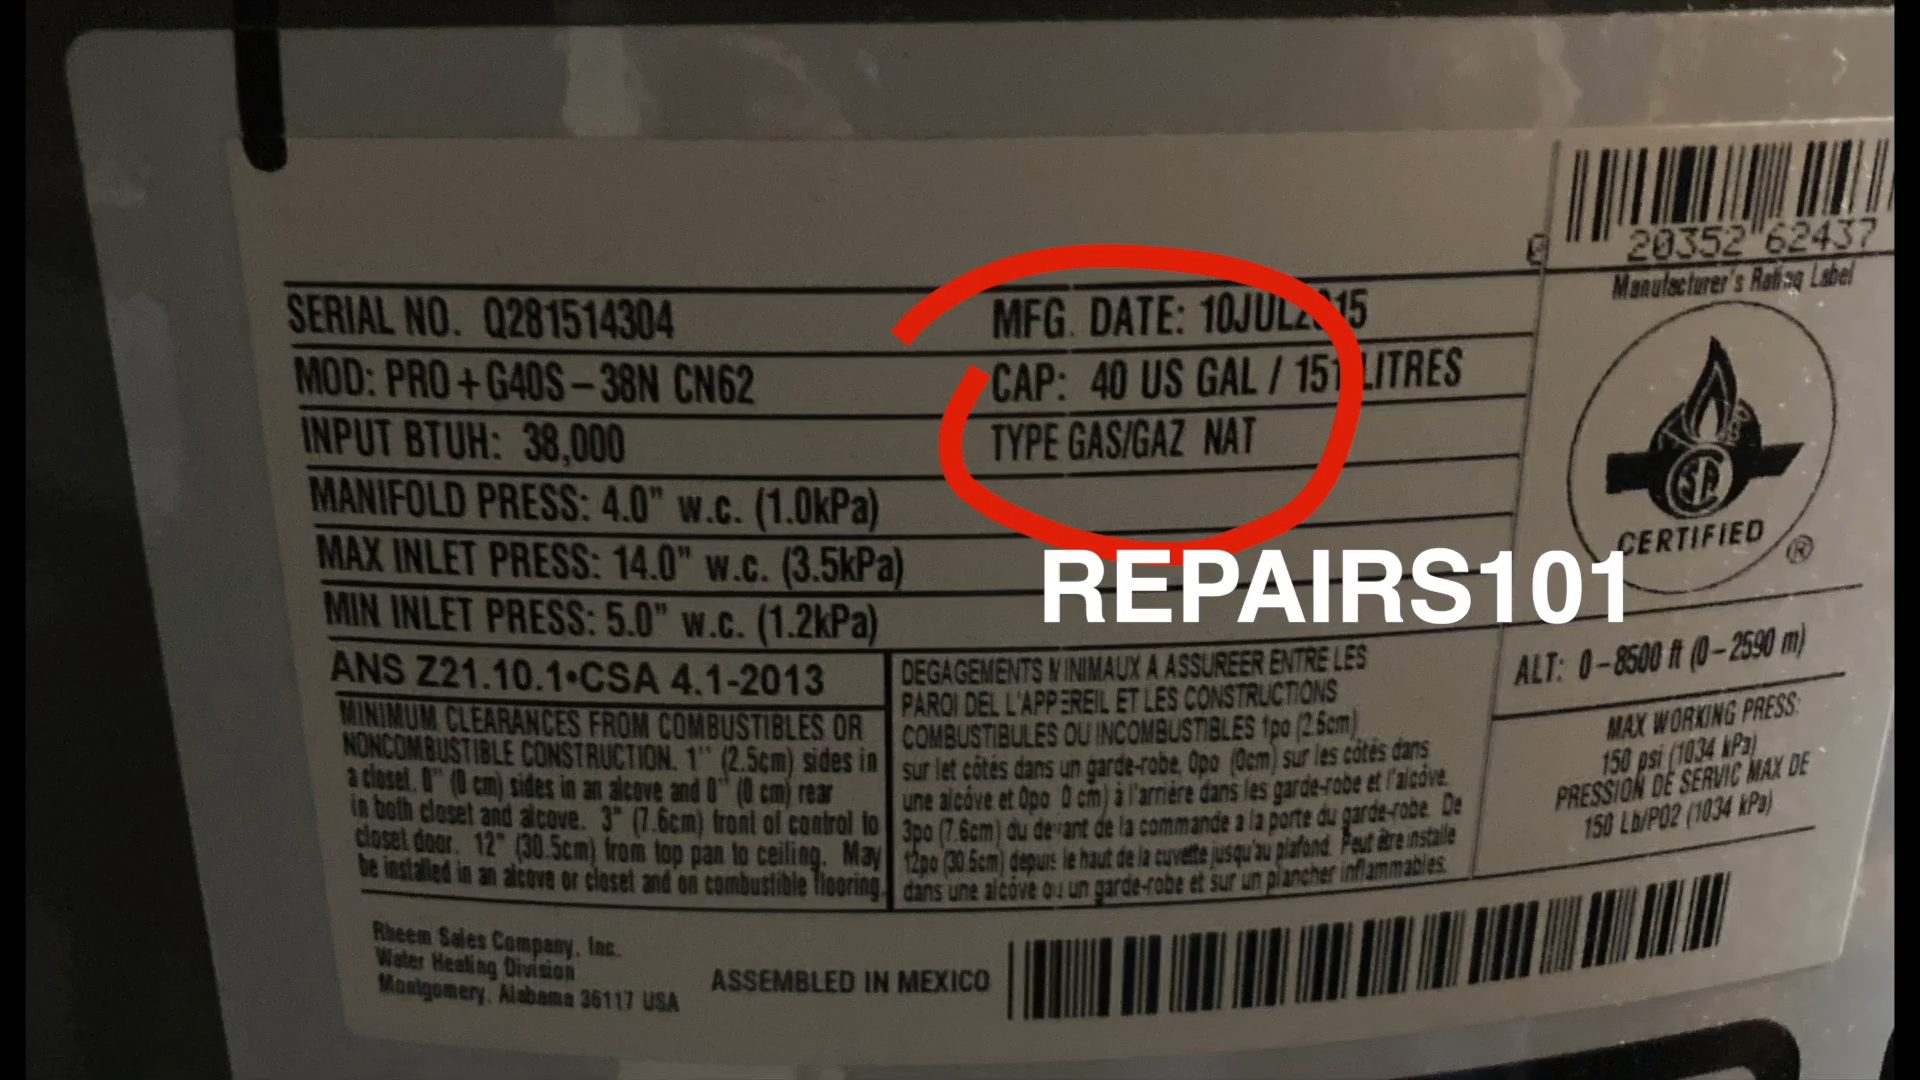 20352 62437
Manufacturer's Rating Label
SERIAL NO. Q281514304
MFG. DATE: 10JUL2015
MOD: PRO+G40S-38N CN62
CAP: 40 US GAL / 151 LITRES
INPUT BTUH: 38,000
TYPE GAS/GAZ NAT
MANIFOLD PRESS: 4.0" w.c. (1.0kPa)
MAX INLET PRESS: 14.0" w.c. (3.5kPa)
MIN INLET PRESS: 5.0" w.c. (1.2kPa)
REPAIRS101
CERTIFIED ®
ANS Z21.10.1•CSA 4.1-2013
MINIMUM CLEARANCES FROM COMBUSTIBLES OR
NONCOMBUSTIBLE CONSTRUCTION. 1" (2.5cm) sides in
a closet. 0" (0 cm) sides in an alcove and 0" (0 cm) rear
in both closet and alcove. 3" (7.6cm) front of control to
closet door. 12" (30.5cm) from top pan to ceiling. May
be installed in an alcove or closet and on combustible flooring.
DEGAGEMENTS MINIMAUX A ASSUREER ENTRE LES
PAROI DEL L'APPEREIL ET LES CONSTRUCTIONS
COMBUSTIBULES OU INCOMBUSTIBLES 1po (2.6cm)
sur let côtés dans un garde-robe, 0po (0cm) sur les côtés dans
une alcóve et 0po 0 cm) à l'arrière dans les garde-robe et l'alcóve.
3po (7.6cm) du devant de la commande a la porte du garde-robe. De
12po (30.5cm) depuis le haut de la cuvette jusqu'au plafond. Peut être installe
dans une alcóve ou un garde-robe et sur un plancher inflammables.
ALT: 0-8500 ft (0-2590 m)
MAX WORKING PRESS:
150 psi (1034 kPa)
PRESSION DE SERVIC MAX DE
150 Lb/PO2 (1034 kPa)
Rheem Sales Company, Inc.
Water Heating Division
Montgomery, Alabama 36117 USA
ASSEMBLED IN MEXICO